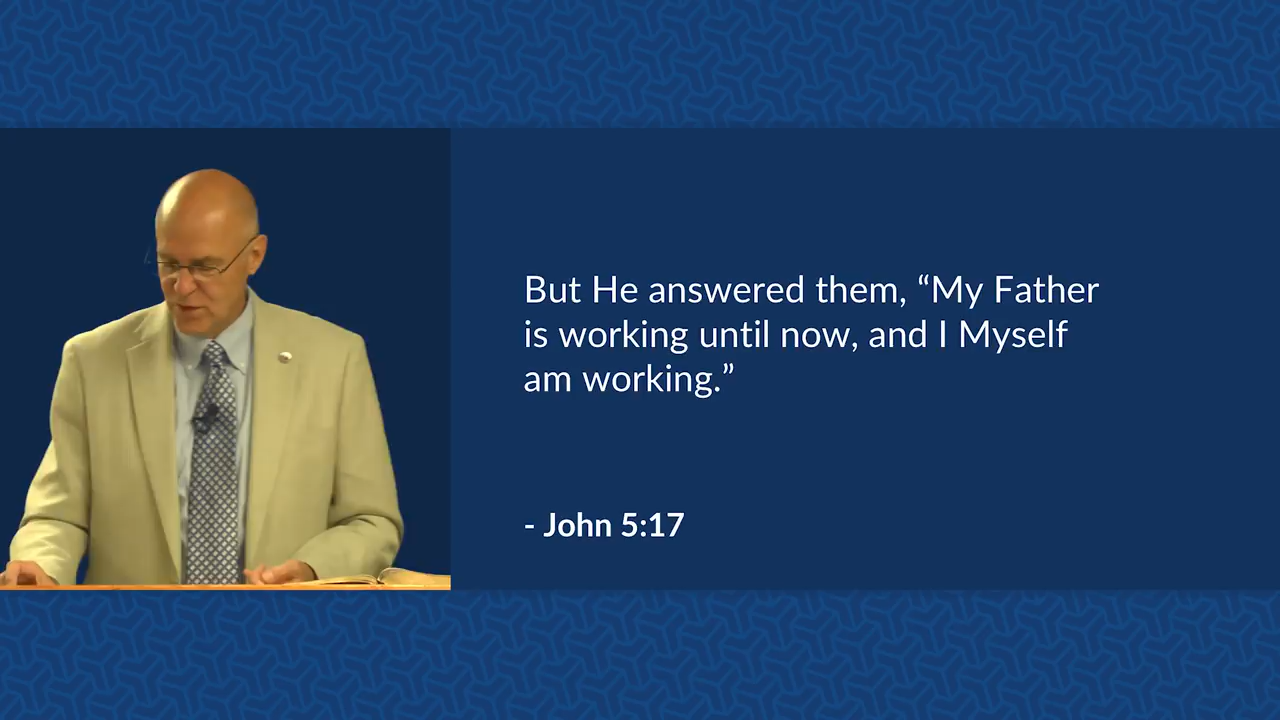 But He answered them, “My Father
is working until now, and I Myself
am working.”
- John 5:17